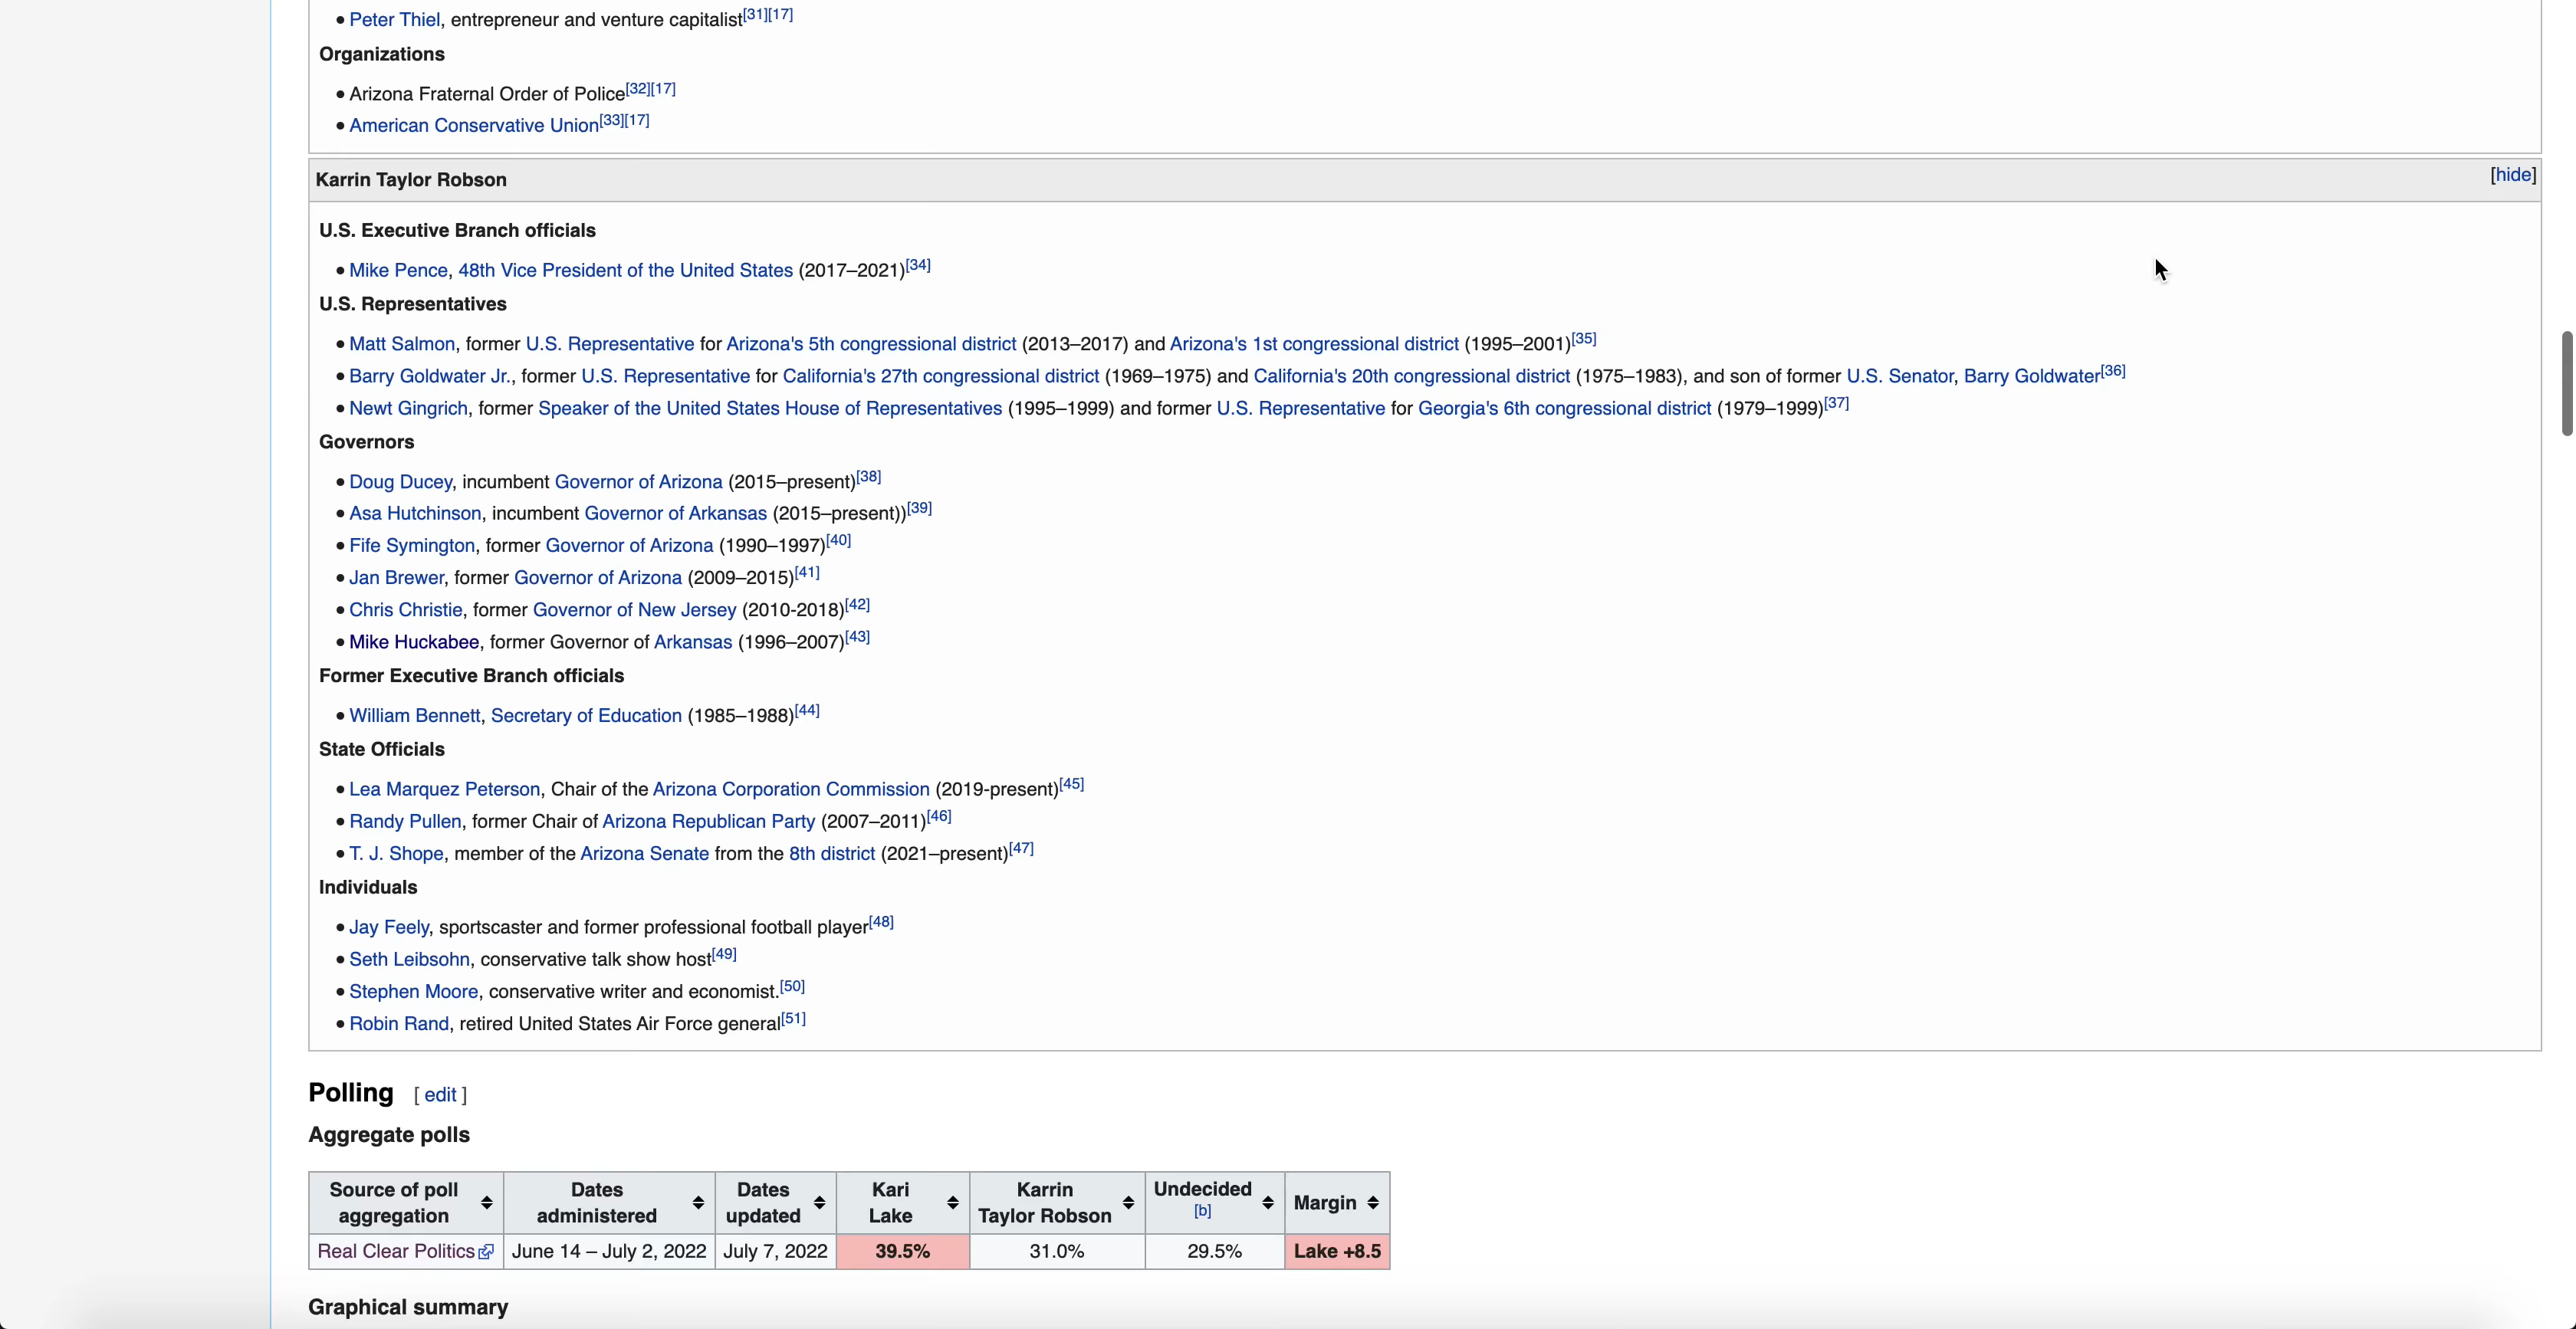 • Peter Thiel, entrepreneur and venture capitalist[31][17]
Organizations
• Arizona Fraternal Order of Police[32][17]
• American Conservative Union[33][17]
Karrin Taylor Robson [hide]
U.S. Executive Branch officials
• Mike Pence, 48th Vice President of the United States (2017–2021)[34]
U.S. Representatives
• Matt Salmon, former U.S. Representative for Arizona's 5th congressional district (2013–2017) and Arizona's 1st congressional district (1995–2001)[35]
• Barry Goldwater Jr., former U.S. Representative for California's 27th congressional district (1969–1975) and California's 20th congressional district (1975–1983), and son of former U.S. Senator, Barry Goldwater[36]
• Newt Gingrich, former Speaker of the United States House of Representatives (1995–1999) and former U.S. Representative for Georgia's 6th congressional district (1979–1999)[37]
Governors
• Doug Ducey, incumbent Governor of Arizona (2015–present)[38]
• Asa Hutchinson, incumbent Governor of Arkansas (2015–present))[39]
• Fife Symington, former Governor of Arizona (1990–1997)[40]
• Jan Brewer, former Governor of Arizona (2009–2015)[41]
• Chris Christie, former Governor of New Jersey (2010-2018)[42]
• Mike Huckabee, former Governor of Arkansas (1996–2007)[43]
Former Executive Branch officials
• William Bennett, Secretary of Education (1985–1988)[44]
State Officials
• Lea Marquez Peterson, Chair of the Arizona Corporation Commission (2019-present)[45]
• Randy Pullen, former Chair of Arizona Republican Party (2007–2011)[46]
• T. J. Shope, member of the Arizona Senate from the 8th district (2021–present)[47]
Individuals
• Jay Feely, sportscaster and former professional football player[48]
• Seth Leibsohn, conservative talk show host[49]
• Stephen Moore, conservative writer and economist.[50]
• Robin Rand, retired United States Air Force general[51]
Polling [ edit ]
Aggregate polls
Source of poll aggregation Dates administered Dates updated Kari Lake Karrin Taylor Robson Undecided [b] Margin
Real Clear Politics June 14 – July 2, 2022 July 7, 2022 39.5% 31.0% 29.5% Lake +8.5
Graphical summary